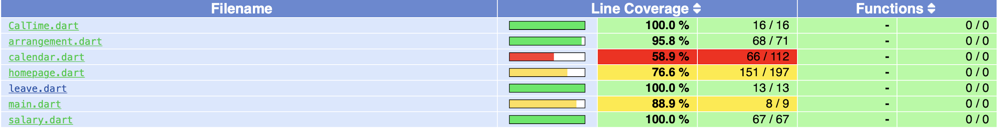 Filename Line Coverage Functions
CalTime.dart 100.0 % 16 / 16 - 0 / 0
arrangement.dart 95.8 % 68 / 71 - 0 / 0
calendar.dart 58.9 % 66 / 112 - 0 / 0
homepage.dart 76.6 % 151 / 197 - 0 / 0
leave.dart 100.0 % 13 / 13 - 0 / 0
main.dart 88.9 % 8 / 9 - 0 / 0
salary.dart 100.0 % 67 / 67 - 0 / 0